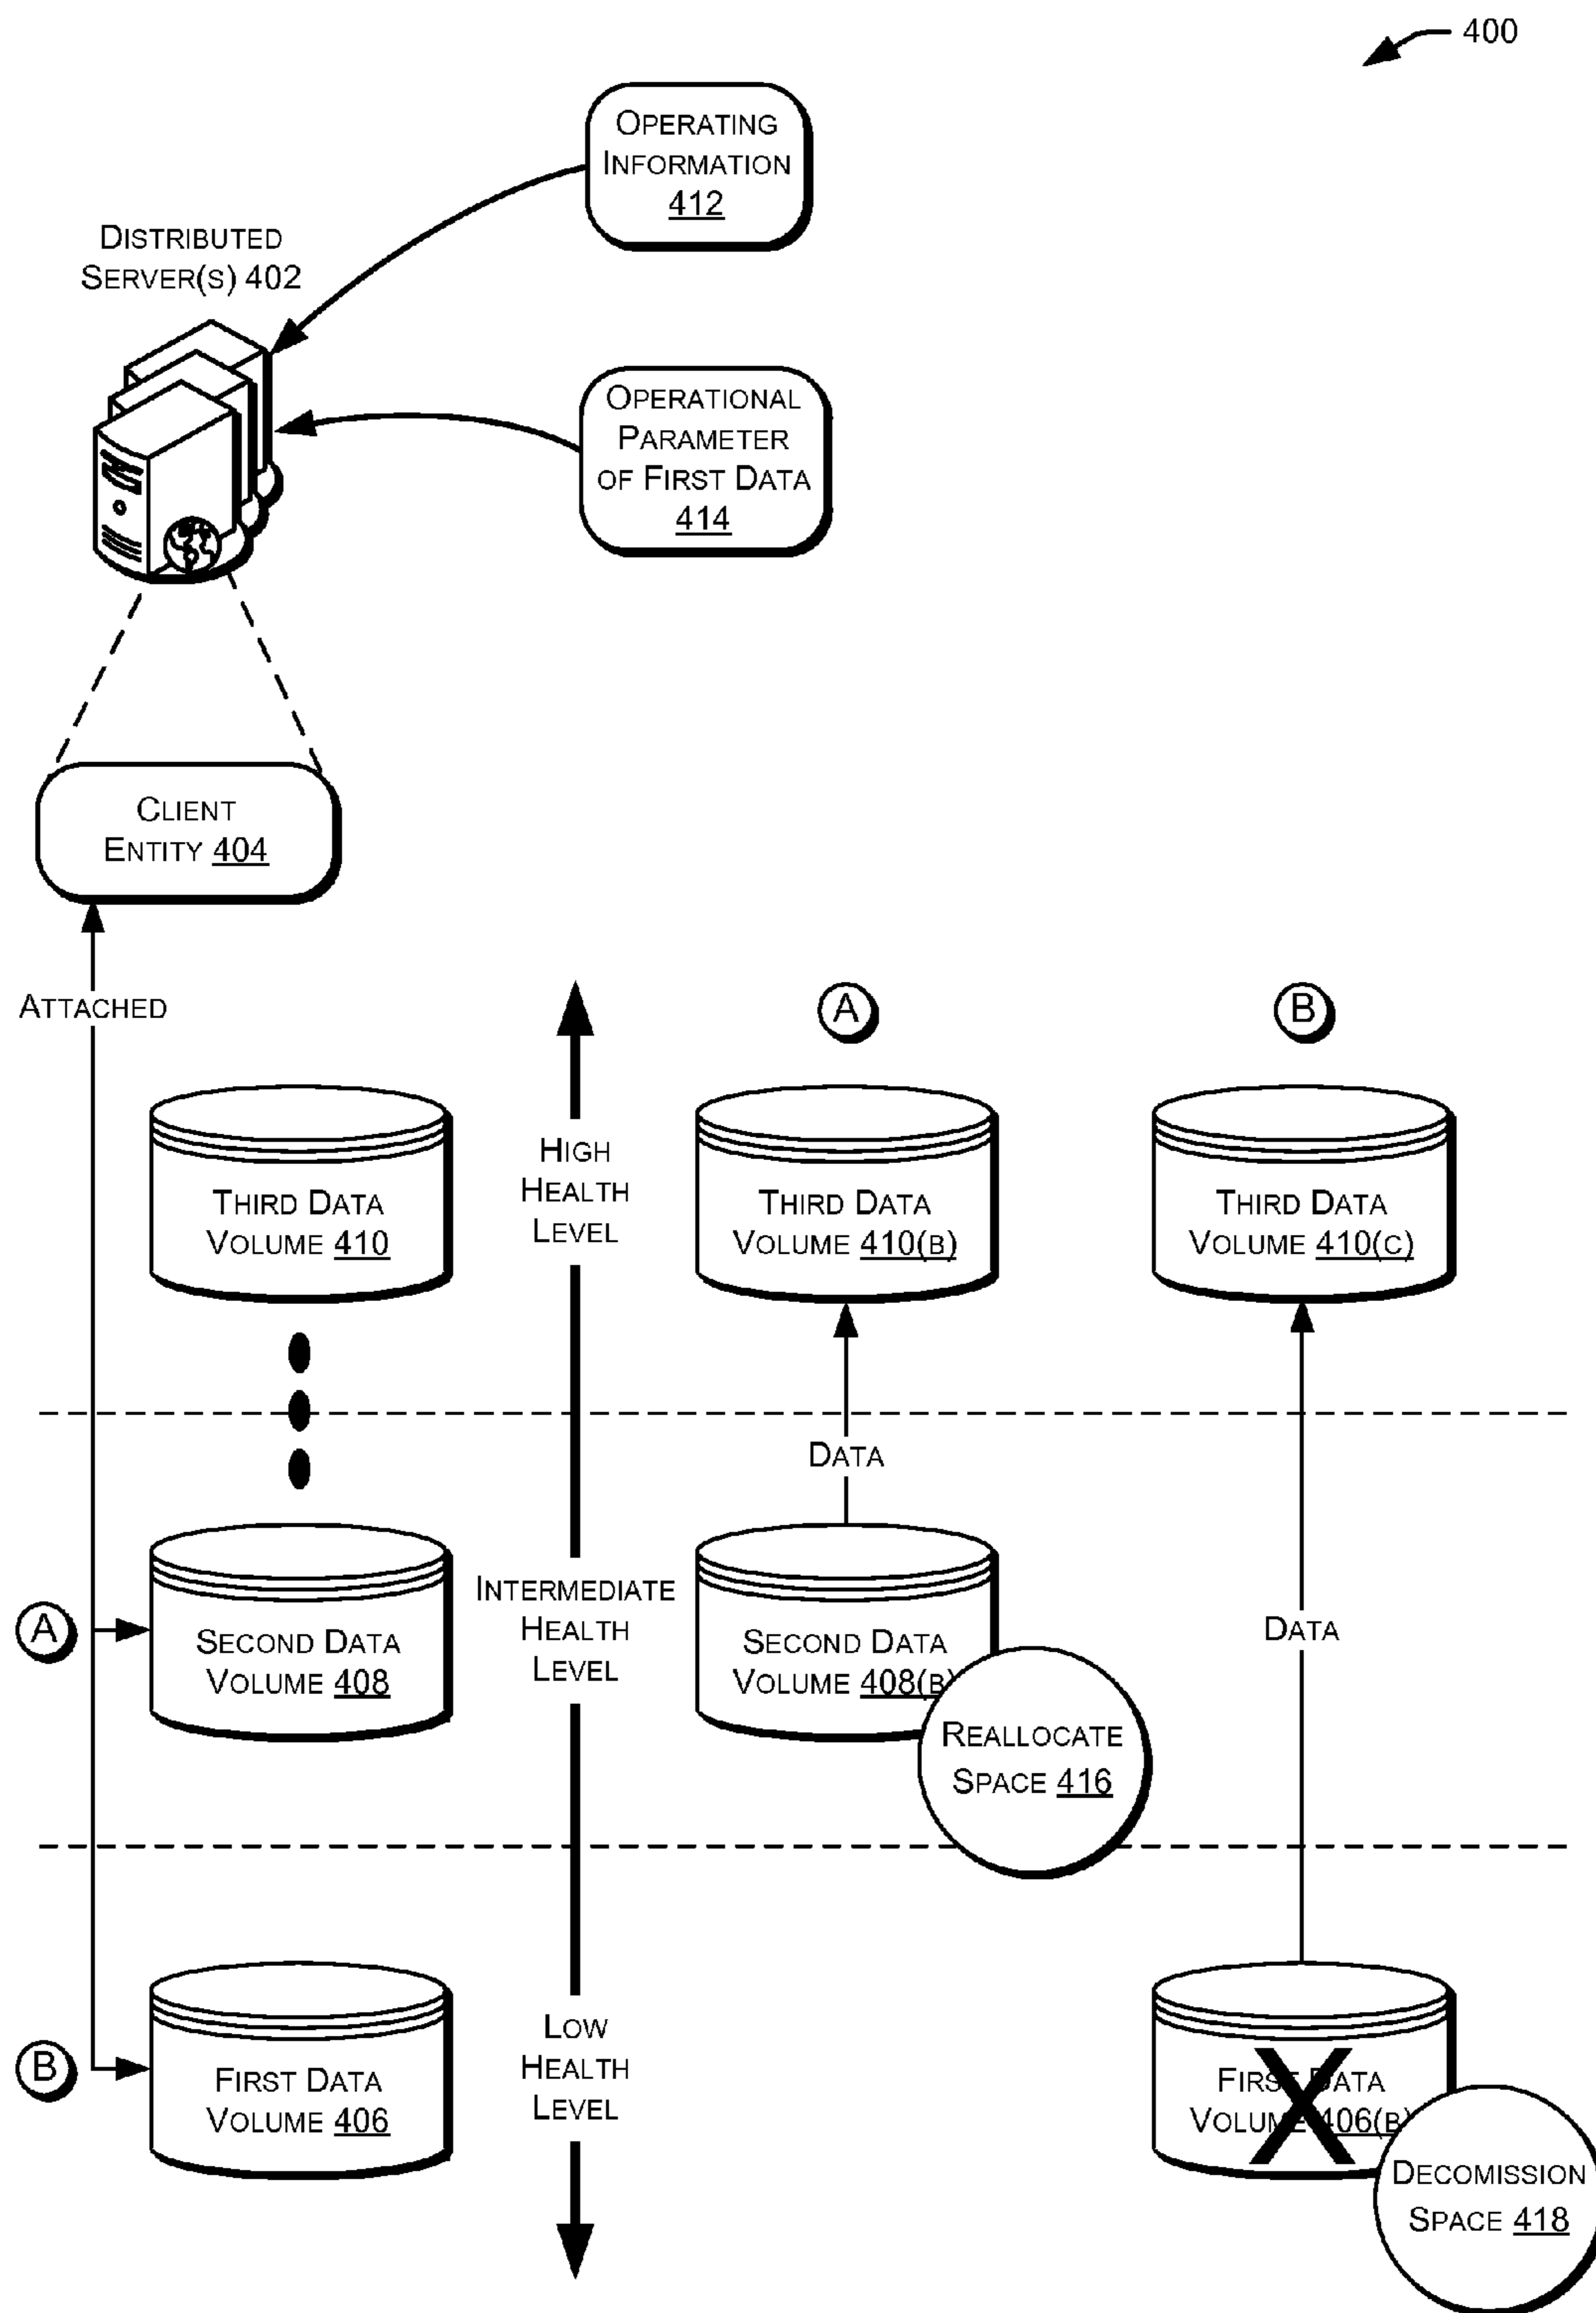 400
OPERATING
INFORMATION
412
DISTRIBUTED
SERVER(S) 402
OPERATIONAL
PARAMETER
OF FIRST DATA
414
CLIENT
ENTITY 404
ATTACHED
A
B
HIGH
HEALTH
LEVEL
THIRD DATA
VOLUME 410
THIRD DATA
VOLUME 410(B)
THIRD DATA
VOLUME 410(C)
DATA
A
SECOND DATA
VOLUME 408
INTERMEDIATE
HEALTH
LEVEL
SECOND DATA
VOLUME 408(B)
DATA
REALLOCATE
SPACE 416
B
FIRST DATA
VOLUME 406
LOW
HEALTH
LEVEL
FIRST DATA
VOLUME 406(B)
DECOMISSION
SPACE 418